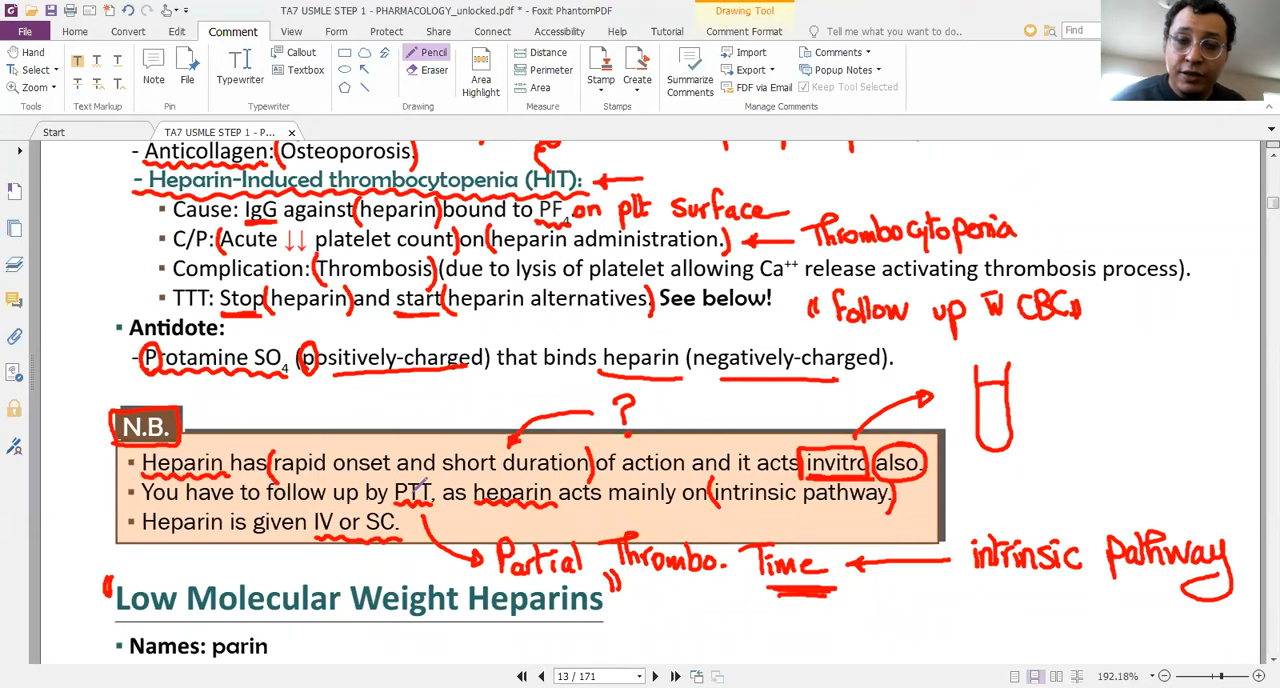 TA7 USMLE STEP 1 - PHARMACOLOGY_unlocked.pdf * - Foxit PhantomPDF
Drawing Tool
File Home Convert Edit Comment View Form Protect Share Connect Accessibility Help Tutorial Comment Format Tell me what you want to do.. Find
Hand
Select
Zoom
Tools
Text Markup
Note
File
Pin
Typewriter
Callout
Textbox
Typewriter
Pencil
Eraser
Drawing
Area Highlight
Distance
Perimeter
Area
Measure
Stamp
Create
Stamps
Summarize Comments
Import
Export
FDF via Email
Comments
Popup Notes
Keep Tool Selected
Manage Comments
Start
TA7 USMLE STEP 1 - P...
- Anticollagen: (Osteoporosis)
- Heparin-Induced thrombocytopenia (HIT):
• Cause: IgG against (heparin) bound to PF4 on plt surface
• C/P: (Acute ↓↓ platelet count) on (heparin administration.) Thrombocytopenia
• Complication: (Thrombosis) (due to lysis of platelet allowing Ca++ release activating thrombosis process).
• TTT: Stop (heparin) and start (heparin alternatives.) See below!
"follow up w̄ CBC"
▪ Antidote:
- Protamine SO4 (positively-charged) that binds heparin (negatively-charged).
?
N.B.
▪ Heparin has (rapid onset and short duration) of action and it acts invitro also.
▪ You have to follow up by PTT, as heparin acts mainly on (intrinsic pathway.)
▪ Heparin is given IV or SC.
Partial Thrombo. Time intrinsic pathway
"Low Molecular Weight Heparins"
▪ Names: parin
13 / 171
192.18%